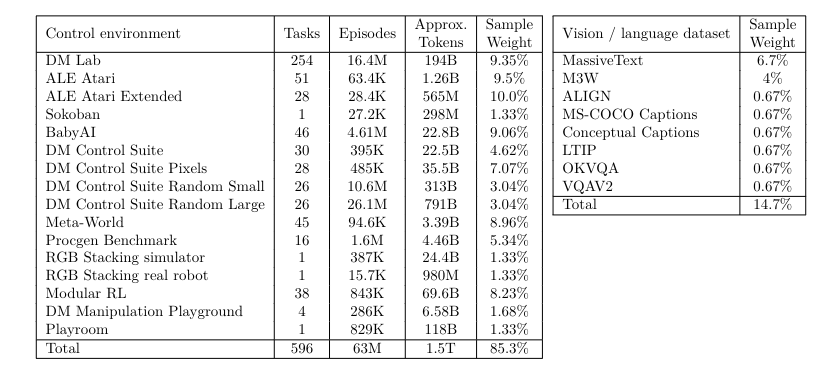 Control environment Tasks Episodes Approx. Tokens Sample Weight
DM Lab 254 16.4M 194B 9.35%
ALE Atari 51 63.4K 1.26B 9.5%
ALE Atari Extended 28 28.4K 565M 10.0%
Sokoban 1 27.2K 298M 1.33%
BabyAI 46 4.61M 22.8B 9.06%
DM Control Suite 30 395K 22.5B 4.62%
DM Control Suite Pixels 28 485K 35.5B 7.07%
DM Control Suite Random Small 26 10.6M 313B 3.04%
DM Control Suite Random Large 26 26.1M 791B 3.04%
Meta-World 45 94.6K 3.39B 8.96%
Procgen Benchmark 16 1.6M 4.46B 5.34%
RGB Stacking simulator 1 387K 24.4B 1.33%
RGB Stacking real robot 1 15.7K 980M 1.33%
Modular RL 38 843K 69.6B 8.23%
DM Manipulation Playground 4 286K 6.58B 1.68%
Playroom 1 829K 118B 1.33%
Total 596 63M 1.5T 85.3%
Vision / language dataset Sample Weight
MassiveText 6.7%
M3W 4%
ALIGN 0.67%
MS-COCO Captions 0.67%
Conceptual Captions 0.67%
LTIP 0.67%
OKVQA 0.67%
VQAV2 0.67%
Total 14.7%